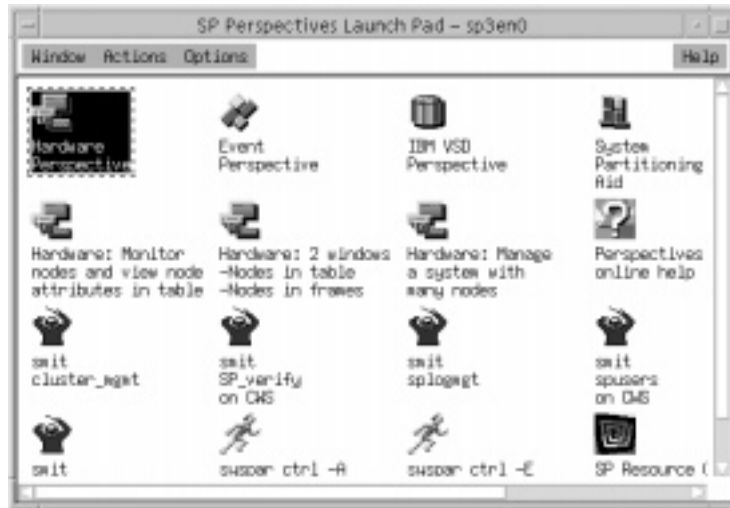 SP Perspectives Launch Pad – sp3en0
Window Actions Options Help
Hardware
Perspective
Event
Perspective
IBM VSD
Perspective
System
Partitioning
Aid
Hardware: Monitor
nodes and view node
attributes in table
Hardware: 2 windows
-Nodes in table
-Nodes in frames
Hardware: Manage
a system with
many nodes
Perspectives
online help
smit
cluster_mgmt
smit
SP_verify
on CWS
smit
splogmgt
smit
spusers
on CWS
smit
ctrl -A
ctrl -E
SP Resource (